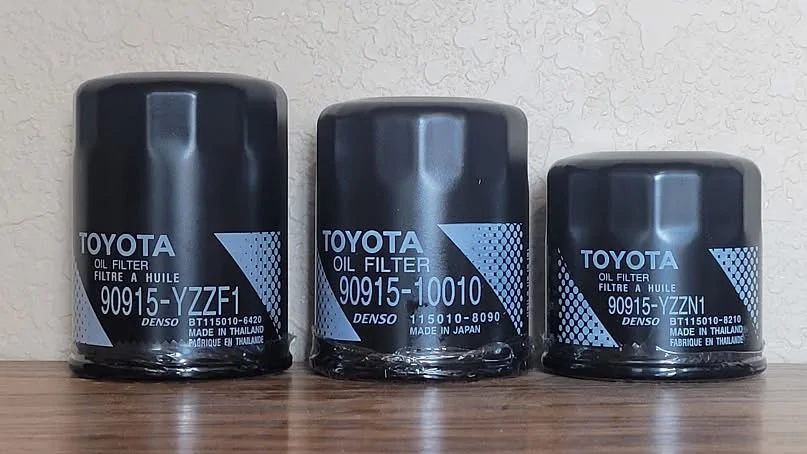 TOYOTA
OIL FILTER
FILTRE A HUILE
90915-YZZF1
DENSO BT115010-6420
MADE IN THAILAND
FABRIQUE EN THAILANDE
TOYOTA
OIL FILTER
90915-10010
DENSO 115010-8090
MADE IN JAPAN
TOYOTA
OIL FILTER
FILTRE A HUILE
90915-YZZN1
DENSO BT115010-8210
MADE IN THAILAND
FABRIQUE EN THAILANDE